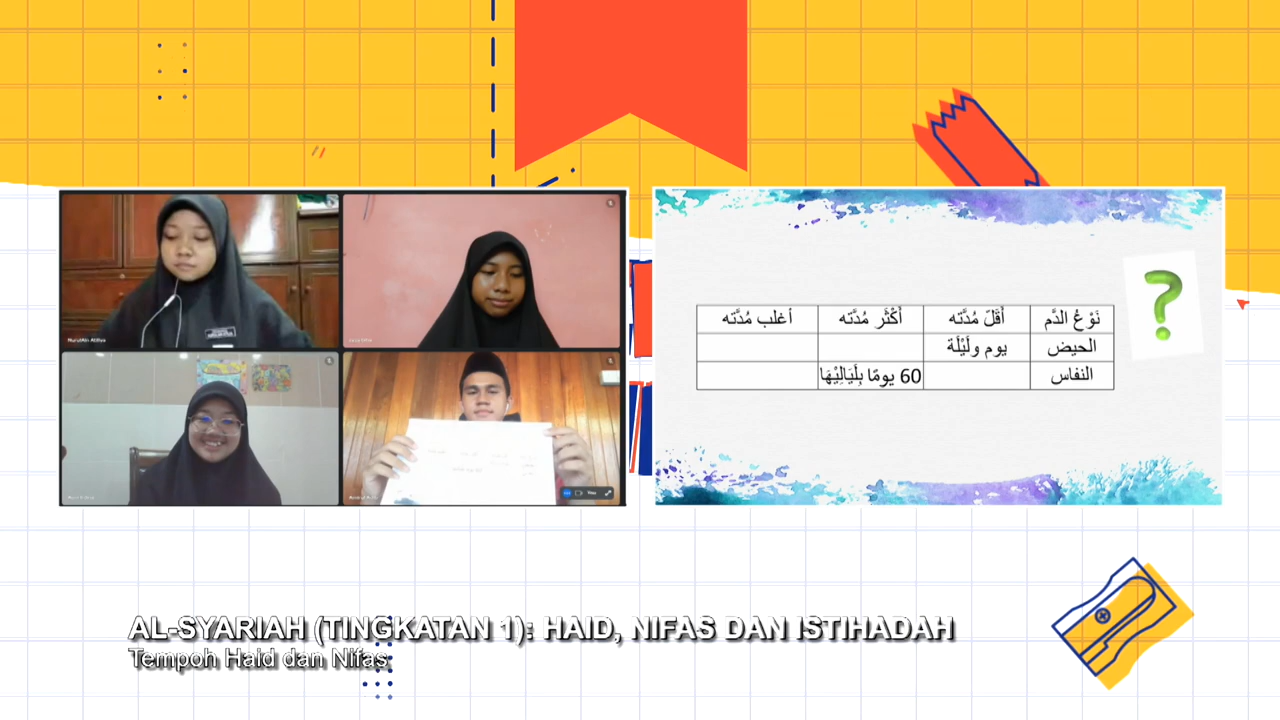 نَوْعُ الدَّم أَقَلّ مُدَّته أَكْثَر مُدَّته أغلب مُدَّته
الحيض يوم ولَيْلَة
النفاس 60 يومًا بِلَيَالِيْهَا
AL-SYARIAH (TINGKATAN 1): HAID, NIFAS DAN ISTIHADAH
Tempoh Haid dan Nifas